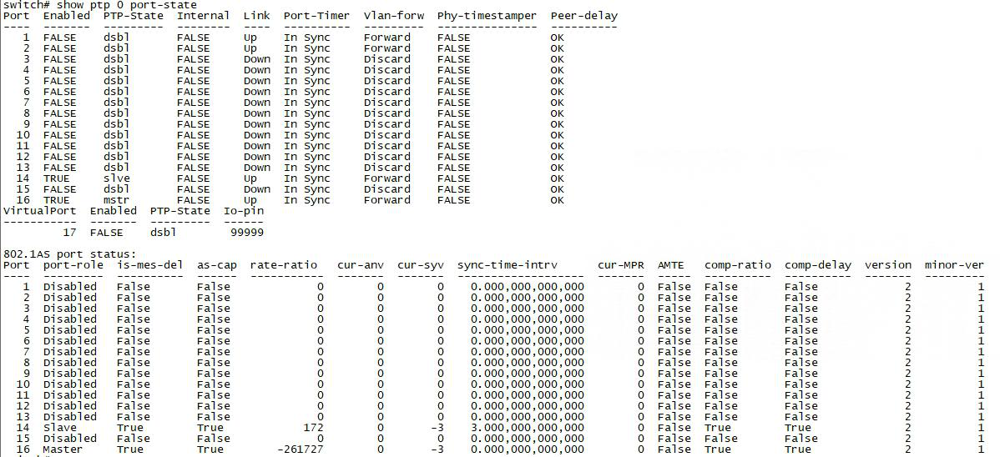 switch# show ptp 0 port-state
Port Enabled PTP-State Internal Link Port-Timer Vlan-forw Phy-timestamper Peer-delay
---- ------- --------- -------- ---- ---------- --------- --------------- ----------
1 FALSE dsbl FALSE Up In Sync Forward FALSE OK
2 FALSE dsbl FALSE Up In Sync Forward FALSE OK
3 FALSE dsbl FALSE Down In Sync Discard FALSE OK
4 FALSE dsbl FALSE Down In Sync Discard FALSE OK
5 FALSE dsbl FALSE Down In Sync Discard FALSE OK
6 FALSE dsbl FALSE Down In Sync Discard FALSE OK
7 FALSE dsbl FALSE Down In Sync Discard FALSE OK
8 FALSE dsbl FALSE Down In Sync Discard FALSE OK
9 FALSE dsbl FALSE Down In Sync Discard FALSE OK
10 FALSE dsbl FALSE Down In Sync Discard FALSE OK
11 FALSE dsbl FALSE Down In Sync Discard FALSE OK
12 FALSE dsbl FALSE Down In Sync Discard FALSE OK
13 FALSE dsbl FALSE Down In Sync Discard FALSE OK
14 TRUE slve FALSE Up In Sync Forward FALSE OK
15 FALSE dsbl FALSE Down In Sync Discard FALSE OK
16 TRUE mstr FALSE Up In Sync Forward FALSE OK
VirtualPort Enabled PTP-State Io-pin
----------- ------- --------- ------
17 FALSE dsbl 99999
802.1AS port status:
Port port-role is-mes-del as-cap rate-ratio cur-anv cur-syv sync-time-intrv cur-MPR AMTE comp-ratio comp-delay version minor-ver
---- --------- ---------- ------ ----------- ------- ------- ------------------- ------- ----- ---------- ---------- ------- ---------
1 Disabled False False 0 0 0 0.000,000,000,000 0 False False False 2 1
2 Disabled False False 0 0 0 0.000,000,000,000 0 False False False 2 1
3 Disabled False False 0 0 0 0.000,000,000,000 0 False False False 2 1
4 Disabled False False 0 0 0 0.000,000,000,000 0 False False False 2 1
5 Disabled False False 0 0 0 0.000,000,000,000 0 False False False 2 1
6 Disabled False False 0 0 0 0.000,000,000,000 0 False False False 2 1
7 Disabled False False 0 0 0 0.000,000,000,000 0 False False False 2 1
8 Disabled False False 0 0 0 0.000,000,000,000 0 False False False 2 1
9 Disabled False False 0 0 0 0.000,000,000,000 0 False False False 2 1
10 Disabled False False 0 0 0 0.000,000,000,000 0 False False False 2 1
11 Disabled False False 0 0 0 0.000,000,000,000 0 False False False 2 1
12 Disabled False False 0 0 0 0.000,000,000,000 0 False False False 2 1
13 Disabled False False 0 0 0 0.000,000,000,000 0 False False False 2 1
14 Slave True True 172 0 -3 3.000,000,000,000 0 False True True 2 1
15 Disabled False False 0 0 0 0.000,000,000,000 0 False False False 2 1
16 Master True True -261727 0 -3 0.000,000,000,000 0 False True True 2 1